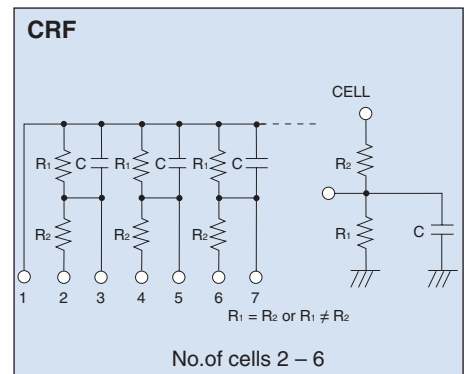 CRF
CELL
R₁ C R₁ C R₁ C
R₂
R₂ R₂ R₂
R₁ C
1 2 3 4 5 6 7
R₁ = R₂ or R₁ ≠ R₂
No.of cells 2 – 6